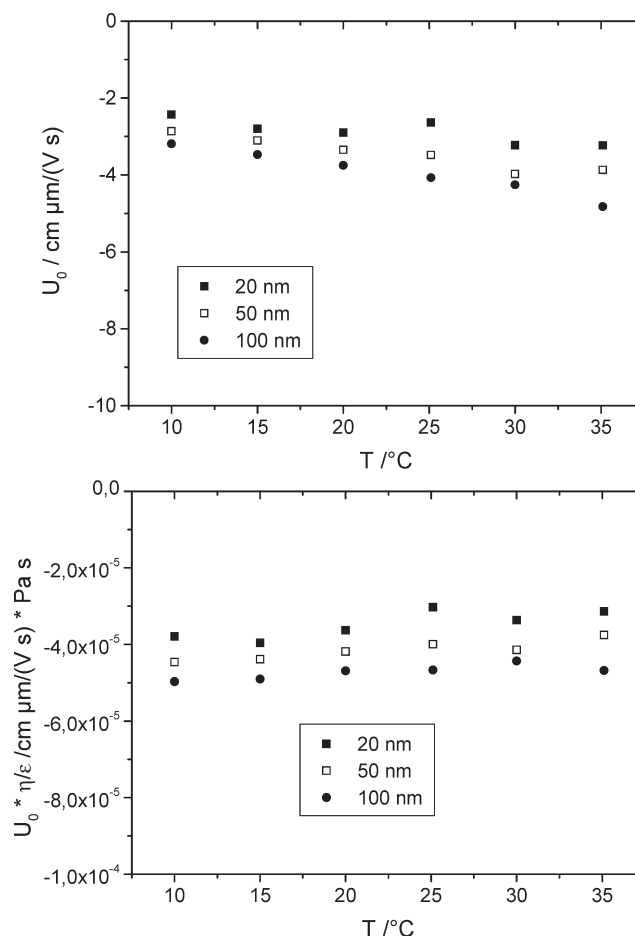 0
-2
-4
-6
-8
-10
U₀ / cm µm/(V s)
20 nm
50 nm
100 nm
10 15 20 25 30 35
T /°C
0,0
-2,0x10⁻⁵
-4,0x10⁻⁵
-6,0x10⁻⁵
-8,0x10⁻⁵
-1,0x10⁻⁴
U₀ * η/ε /cm µm/(V s) * Pa s
20 nm
50 nm
100 nm
10 15 20 25 30 35
T /°C